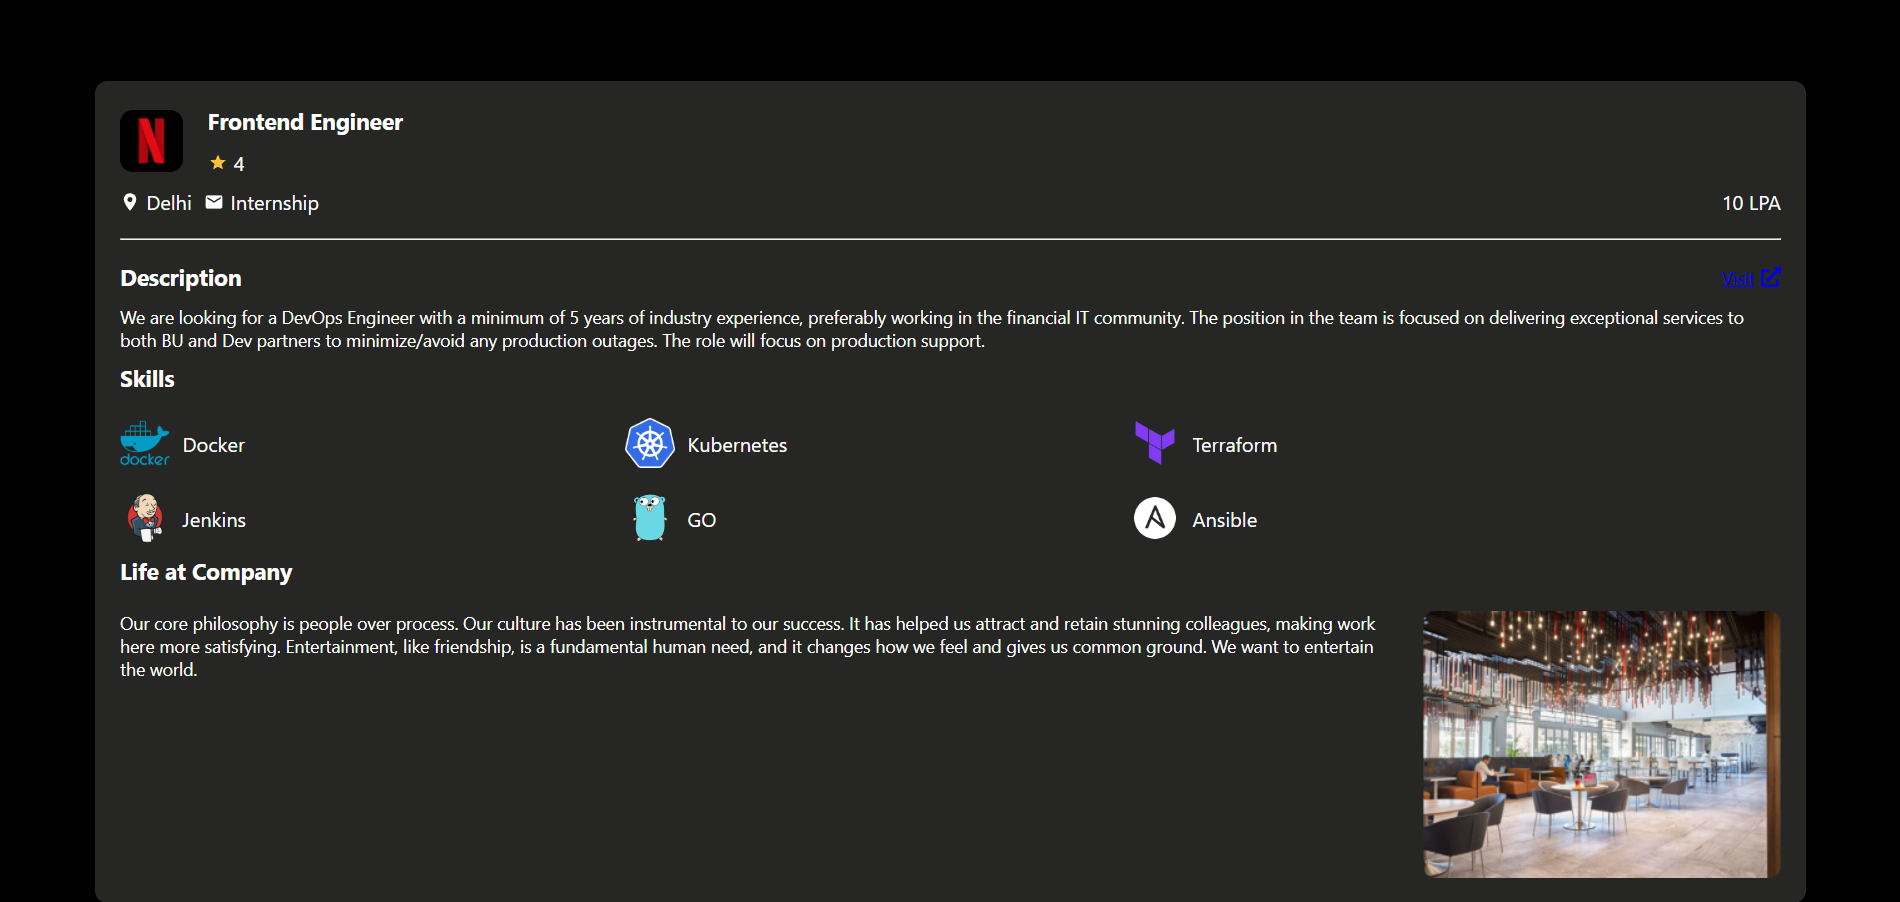 N
Frontend Engineer
4
Delhi Internship 10 LPA
Description Visit
We are looking for a DevOps Engineer with a minimum of 5 years of industry experience, preferably working in the financial IT community. The position in the team is focused on delivering exceptional services to
both BU and Dev partners to minimize/avoid any production outages. The role will focus on production support.
Skills
docker Docker Kubernetes Terraform
Jenkins GO Ansible
Life at Company
Our core philosophy is people over process. Our culture has been instrumental to our success. It has helped us attract and retain stunning colleagues, making work
here more satisfying. Entertainment, like friendship, is a fundamental human need, and it changes how we feel and gives us common ground. We want to entertain
the world.